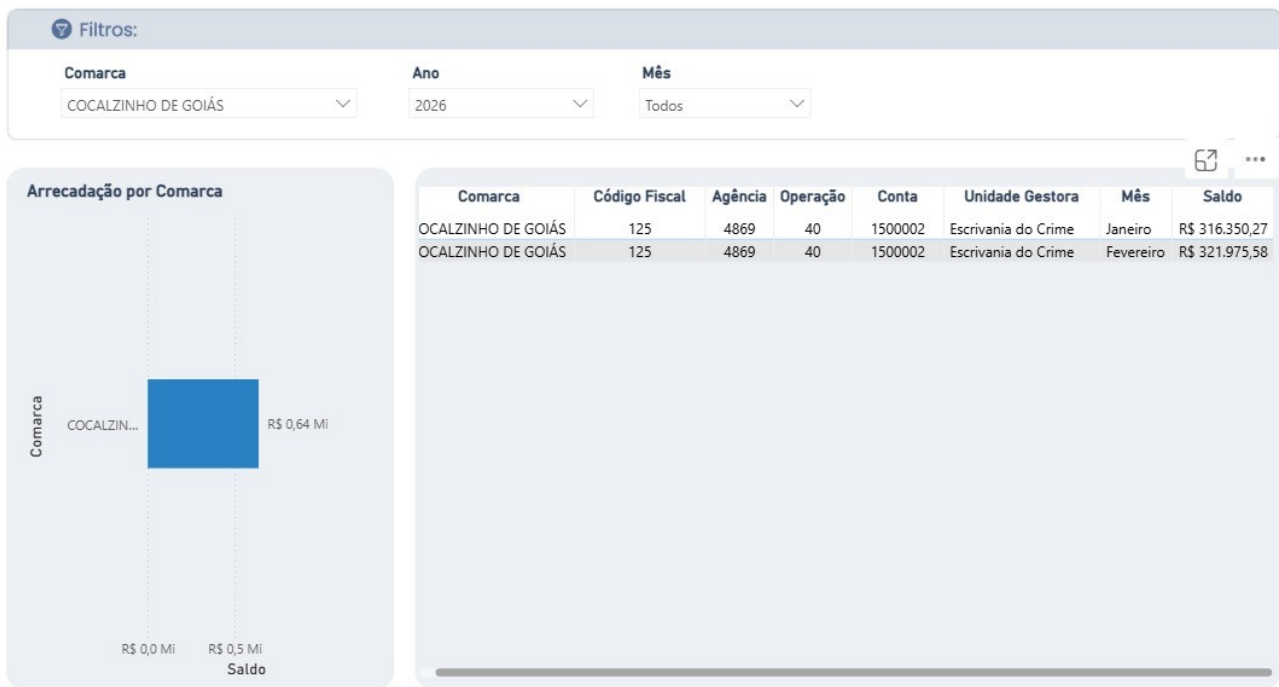 Filtros:
Comarca Ano Mês
COCALZINHO DE GOIÁS 2026 Todos
Arrecadação por Comarca
Comarca
COCALZIN...
R$ 0,64 Mi
R$ 0,0 Mi R$ 0,5 Mi
Saldo
Comarca Código Fiscal Agência Operação Conta Unidade Gestora Mês Saldo
OCALZINHO DE GOIÁS 125 4869 40 1500002 Escrivania do Crime Janeiro R$ 316.350,27
OCALZINHO DE GOIÁS 125 4869 40 1500002 Escrivania do Crime Fevereiro R$ 321.975,58